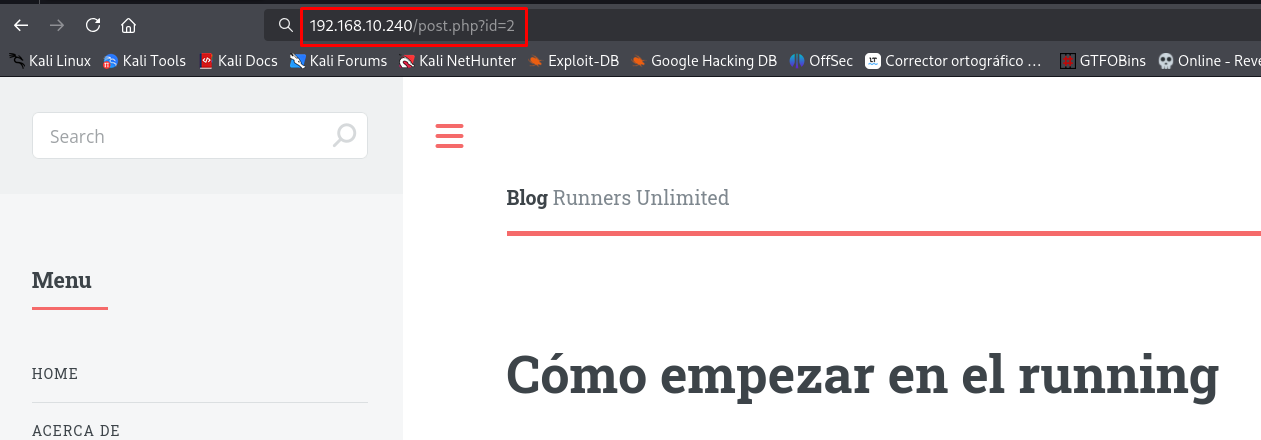 192.168.10.240/post.php?id=2
Kali Linux Kali Tools Kali Docs Kali Forums Kali NetHunter Exploit-DB Google Hacking DB OffSec Corrector ortográfico … GTFOBins Online - Reve
Search
Blog Runners Unlimited
Menu
Cómo empezar en el running
HOME
ACERCA DE